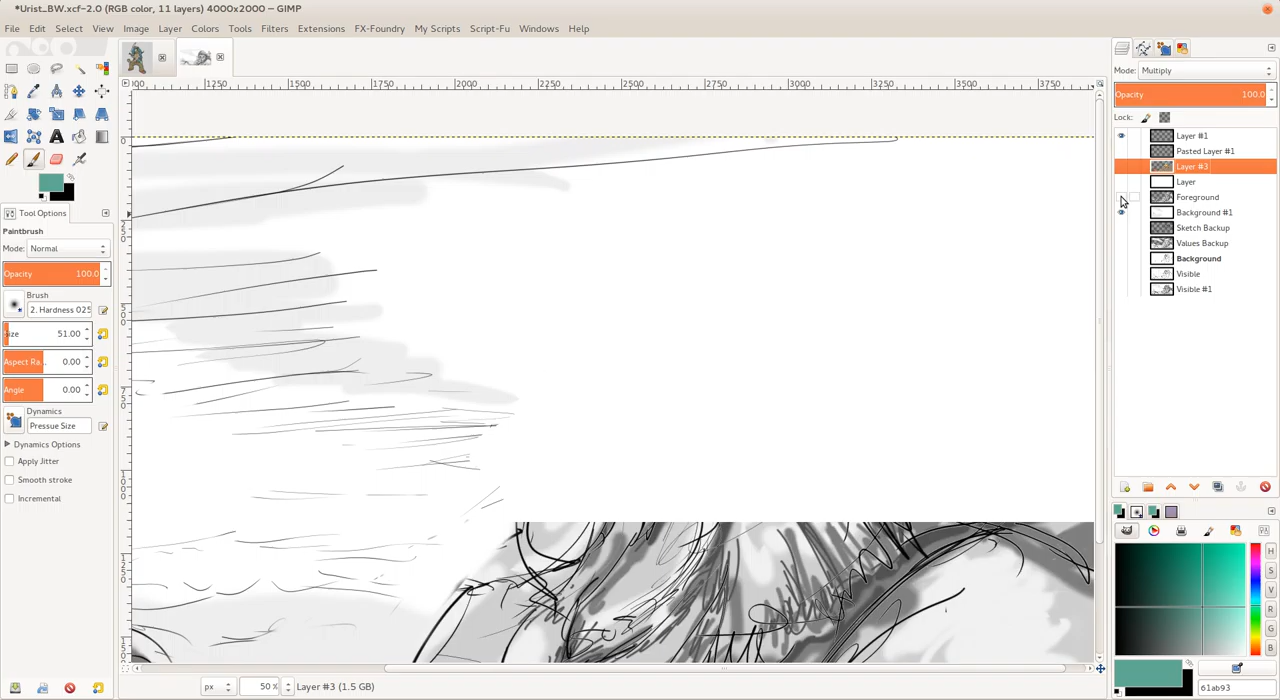 *Urist_BW.xcf-2.0 (RGB color, 11 layers) 4000x2000 – GIMP
File Edit Select View Image Layer Colors Tools Filters Extensions FX-Foundry My Scripts Script-Fu Windows Help
1250 1500 1750 2000 2250 2500 2750 3000 3250 3500 3750
Mode: Multiply
Opacity 100.0
Lock:
Layer #1
Pasted Layer #1
Layer #3
Layer
Foreground
Background #1
Sketch Backup
Values Backup
Background
Visible
Visible #1
Tool Options
Paintbrush
Mode: Normal
Opacity 100.0
Brush
2. Hardness 025
Size 51.00
Aspect Ra... 0.00
Angle 0.00
Dynamics
Pressue Size
Dynamics Options
Apply Jitter
Smooth stroke
Incremental
H
S
V
R
G
B
61ab93
px 50 % Layer #3 (1.5 GB)